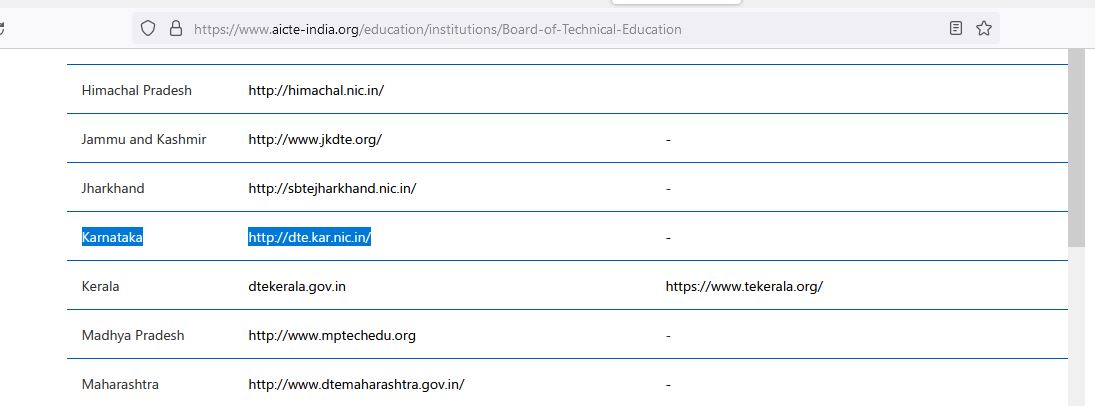 https://www.aicte-india.org/education/institutions/Board-of-Technical-Education
Himachal Pradesh http://himachal.nic.in/
Jammu and Kashmir http://www.jkdte.org/ -
Jharkhand http://sbtejharkhand.nic.in/ -
Karnataka http://dte.kar.nic.in/ -
Kerala dtekerala.gov.in https://www.tekerala.org/
Madhya Pradesh http://www.mptechedu.org -
Maharashtra http://www.dtemaharashtra.gov.in/ -